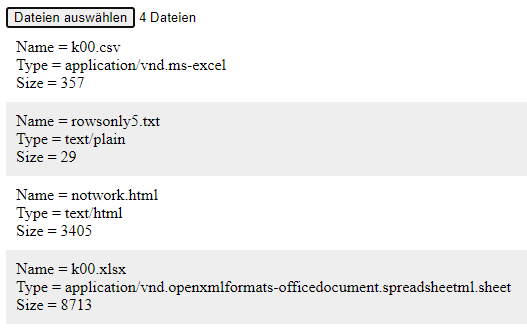 Dateien auswählen 4 Dateien
Name = k00.csv
Type = application/vnd.ms-excel
Size = 357
Name = rowsonly5.txt
Type = text/plain
Size = 29
Name = notwork.html
Type = text/html
Size = 3405
Name = k00.xlsx
Type = application/vnd.openxmlformats-officedocument.spreadsheetml.sheet
Size = 8713